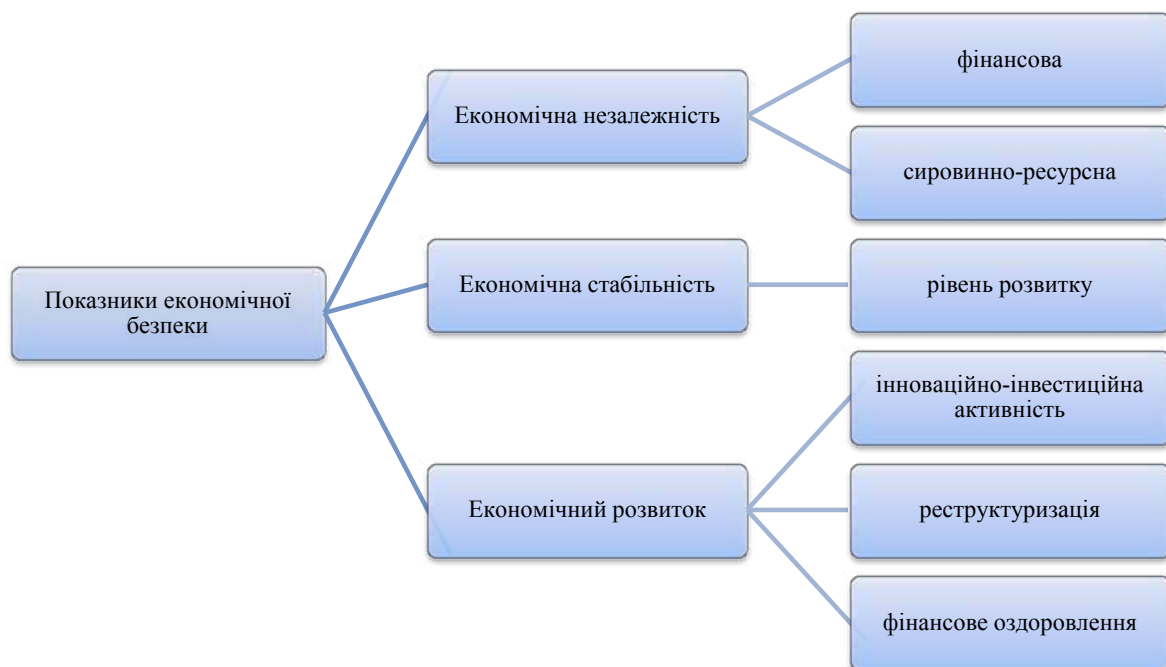 Показники економічної
безпеки
Економічна незалежність
фінансова
сировинно-ресурсна
Економічна стабільність
рівень розвитку
Економічний розвиток
інноваційно-інвестиційна
активність
реструктуризація
фінансове оздоровлення